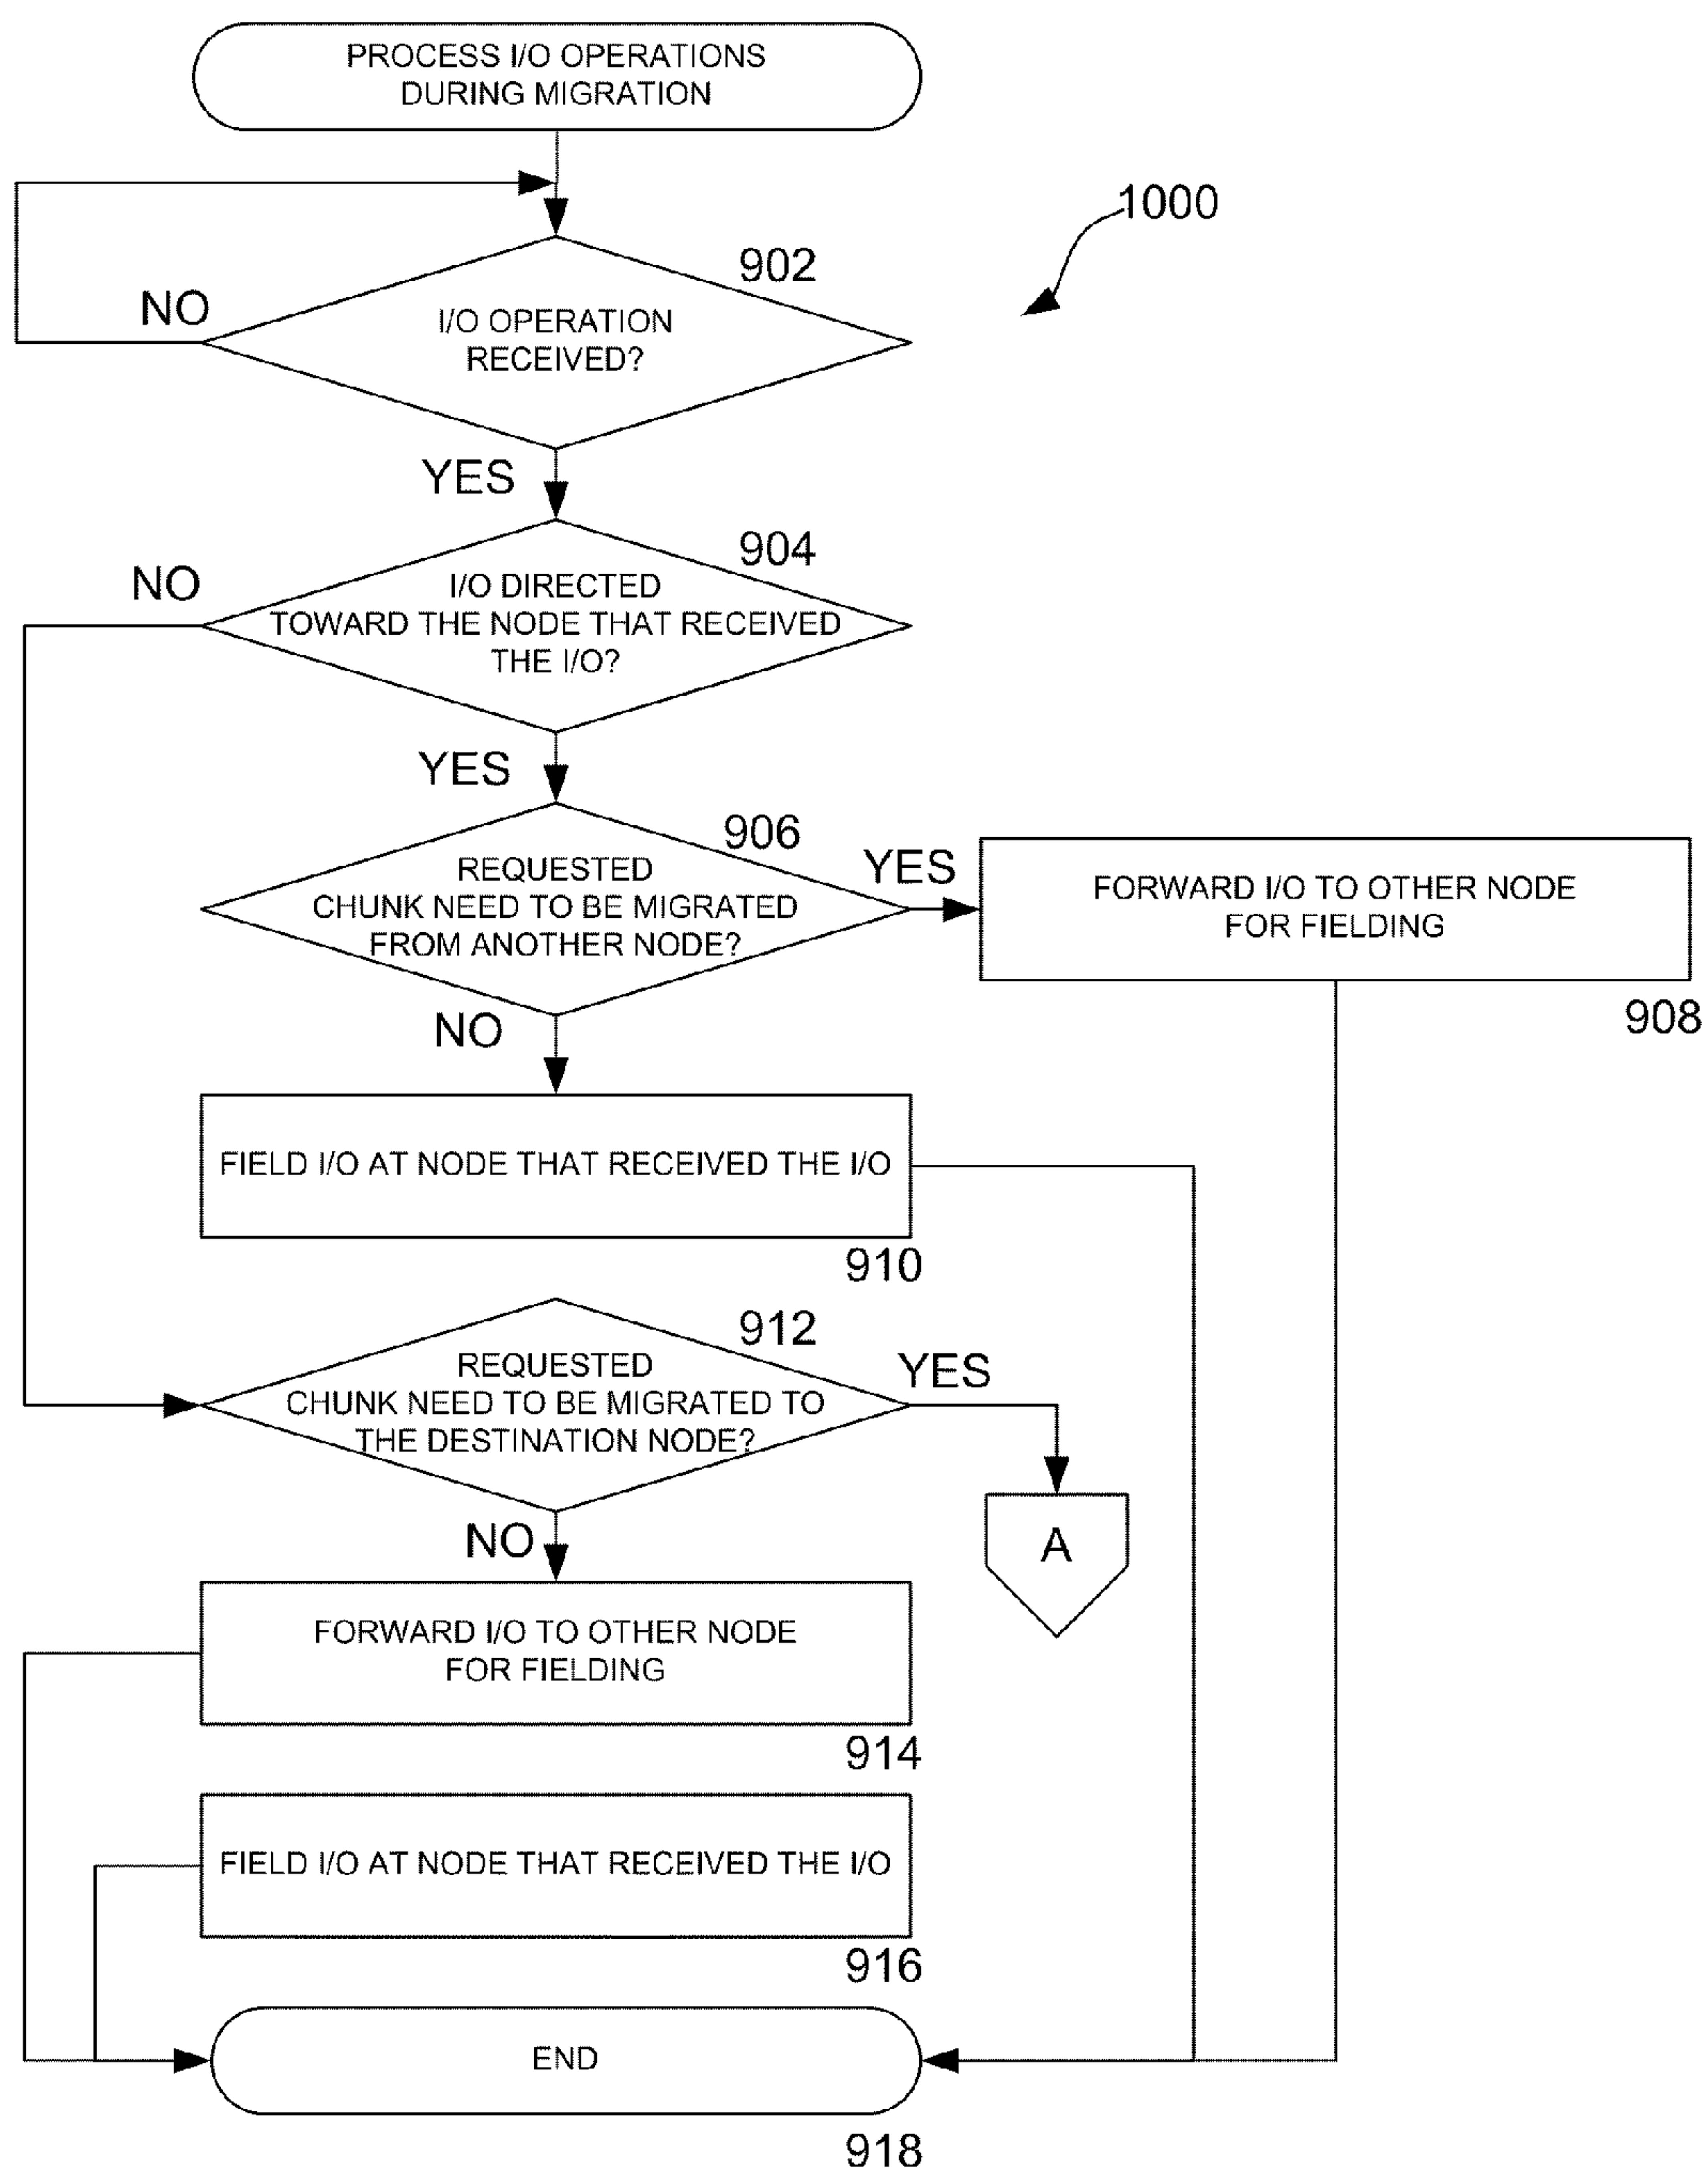 PROCESS I/O OPERATIONS
DURING MIGRATION
1000
902
NO
I/O OPERATION
RECEIVED?
YES
904
NO
I/O DIRECTED
TOWARD THE NODE THAT RECEIVED
THE I/O?
YES
906
YES
REQUESTED
CHUNK NEED TO BE MIGRATED
FROM ANOTHER NODE?
FORWARD I/O TO OTHER NODE
FOR FIELDING
908
NO
FIELD I/O AT NODE THAT RECEIVED THE I/O
910
912
YES
REQUESTED
CHUNK NEED TO BE MIGRATED TO
THE DESTINATION NODE?
A
NO
FORWARD I/O TO OTHER NODE
FOR FIELDING
914
FIELD I/O AT NODE THAT RECEIVED THE I/O
916
END
918